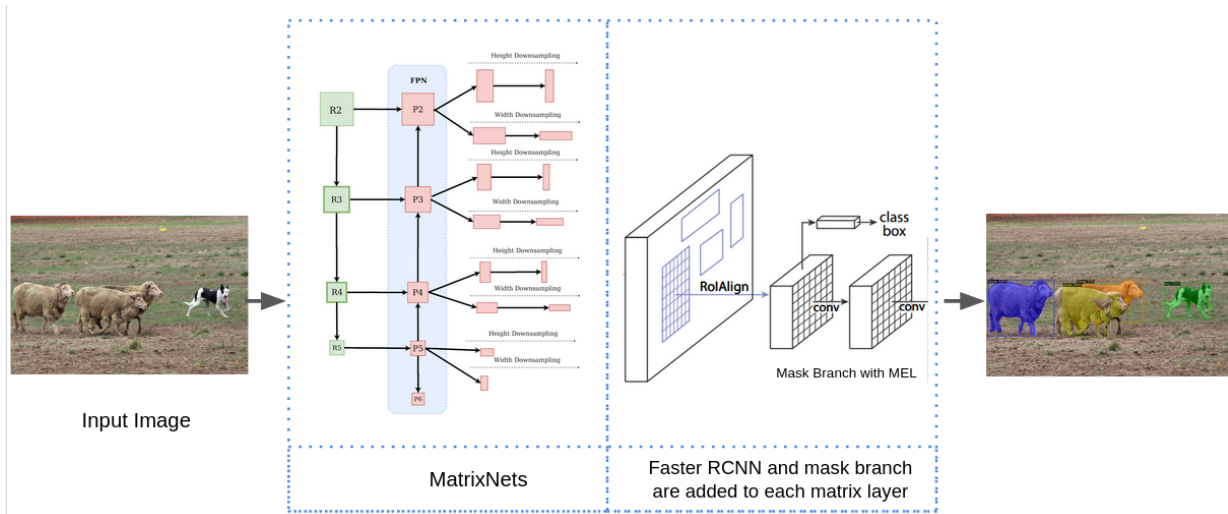 Input Image
R2
R3
R4
R5
FPN
P2
P3
P4
P5
P6
Height Downsampling
Width Downsampling
Height Downsampling
Width Downsampling
Height Downsampling
Width Downsampling
Height Downsampling
Width Downsampling
MatrixNets
RoIAlign
class
box
conv
conv
Mask Branch with MEL
Faster RCNN and mask branch
are added to each matrix layer